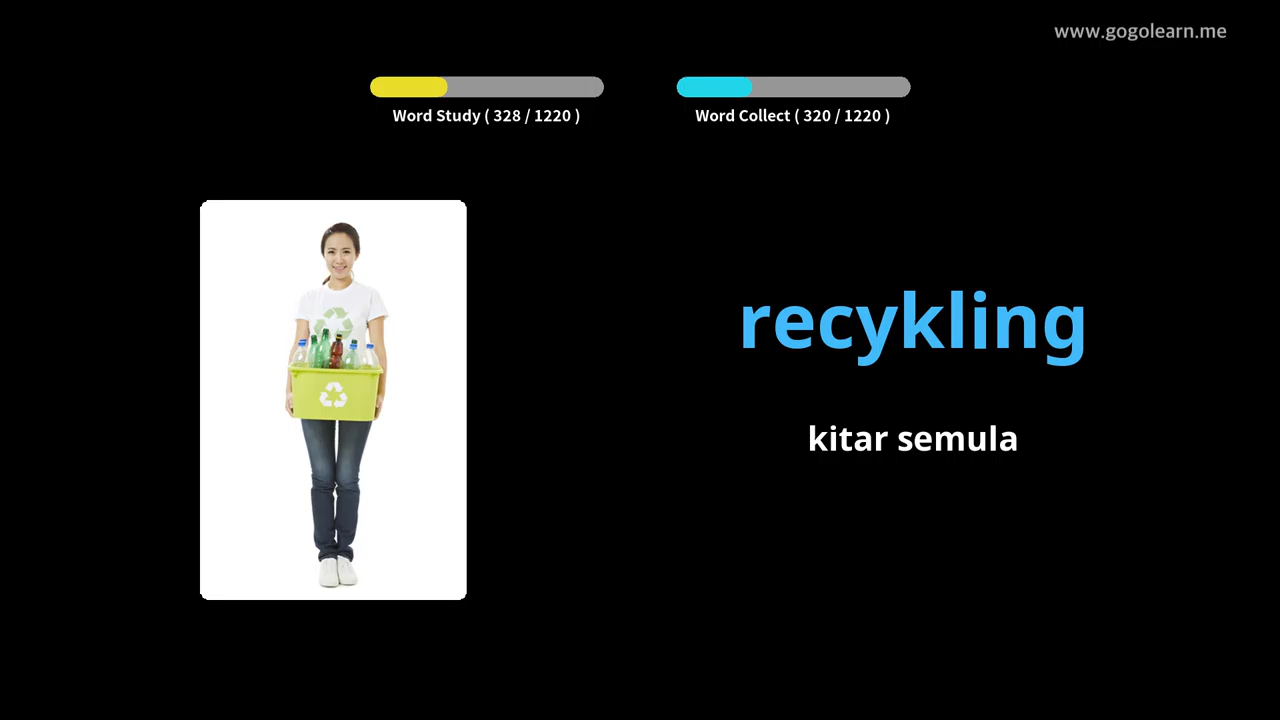 www.gogolearn.me
Word Study ( 328 / 1220 )
Word Collect ( 320 / 1220 )
recykling
kitar semula